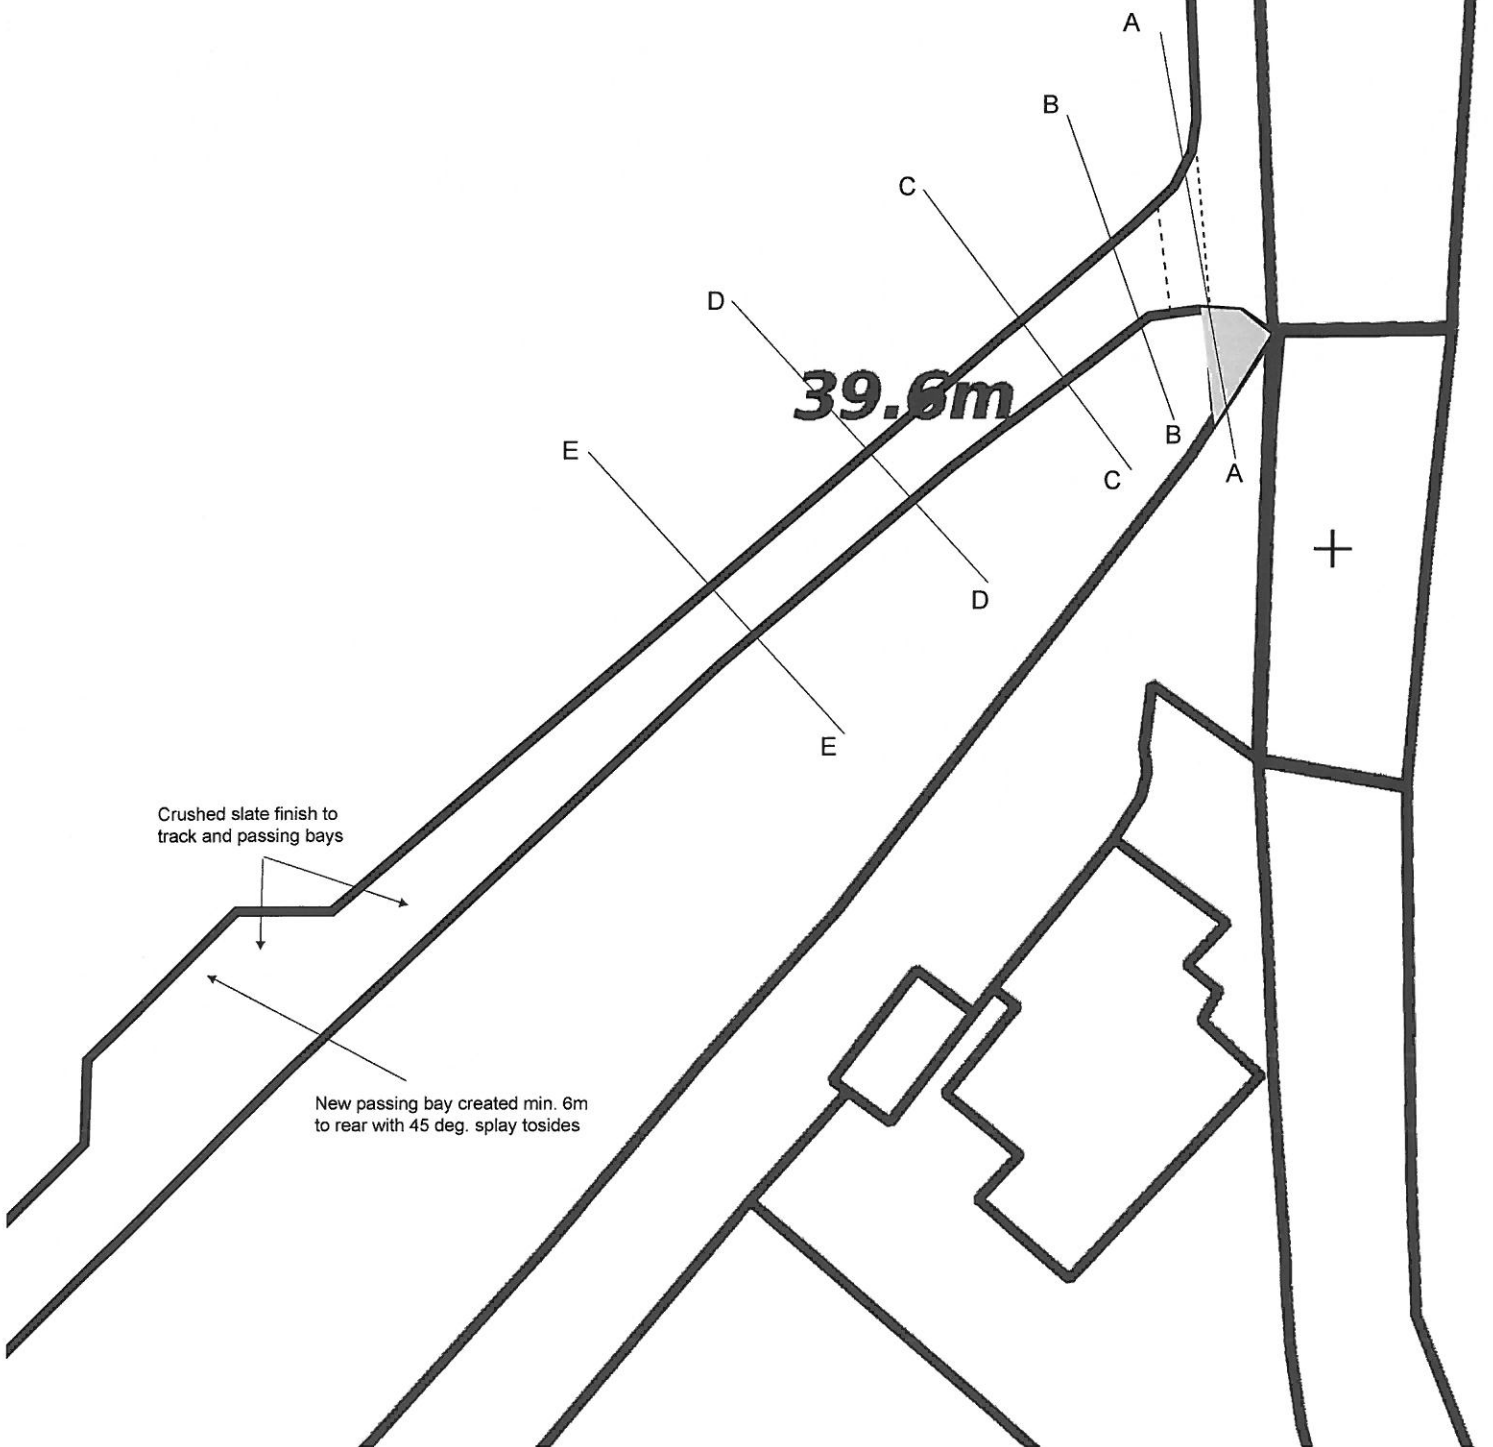 A
B
C
D
39.6m
B
E
A
C
D
E
Crushed slate finish to
track and passing bays
New passing bay created min. 6m
to rear with 45 deg. splay tosides